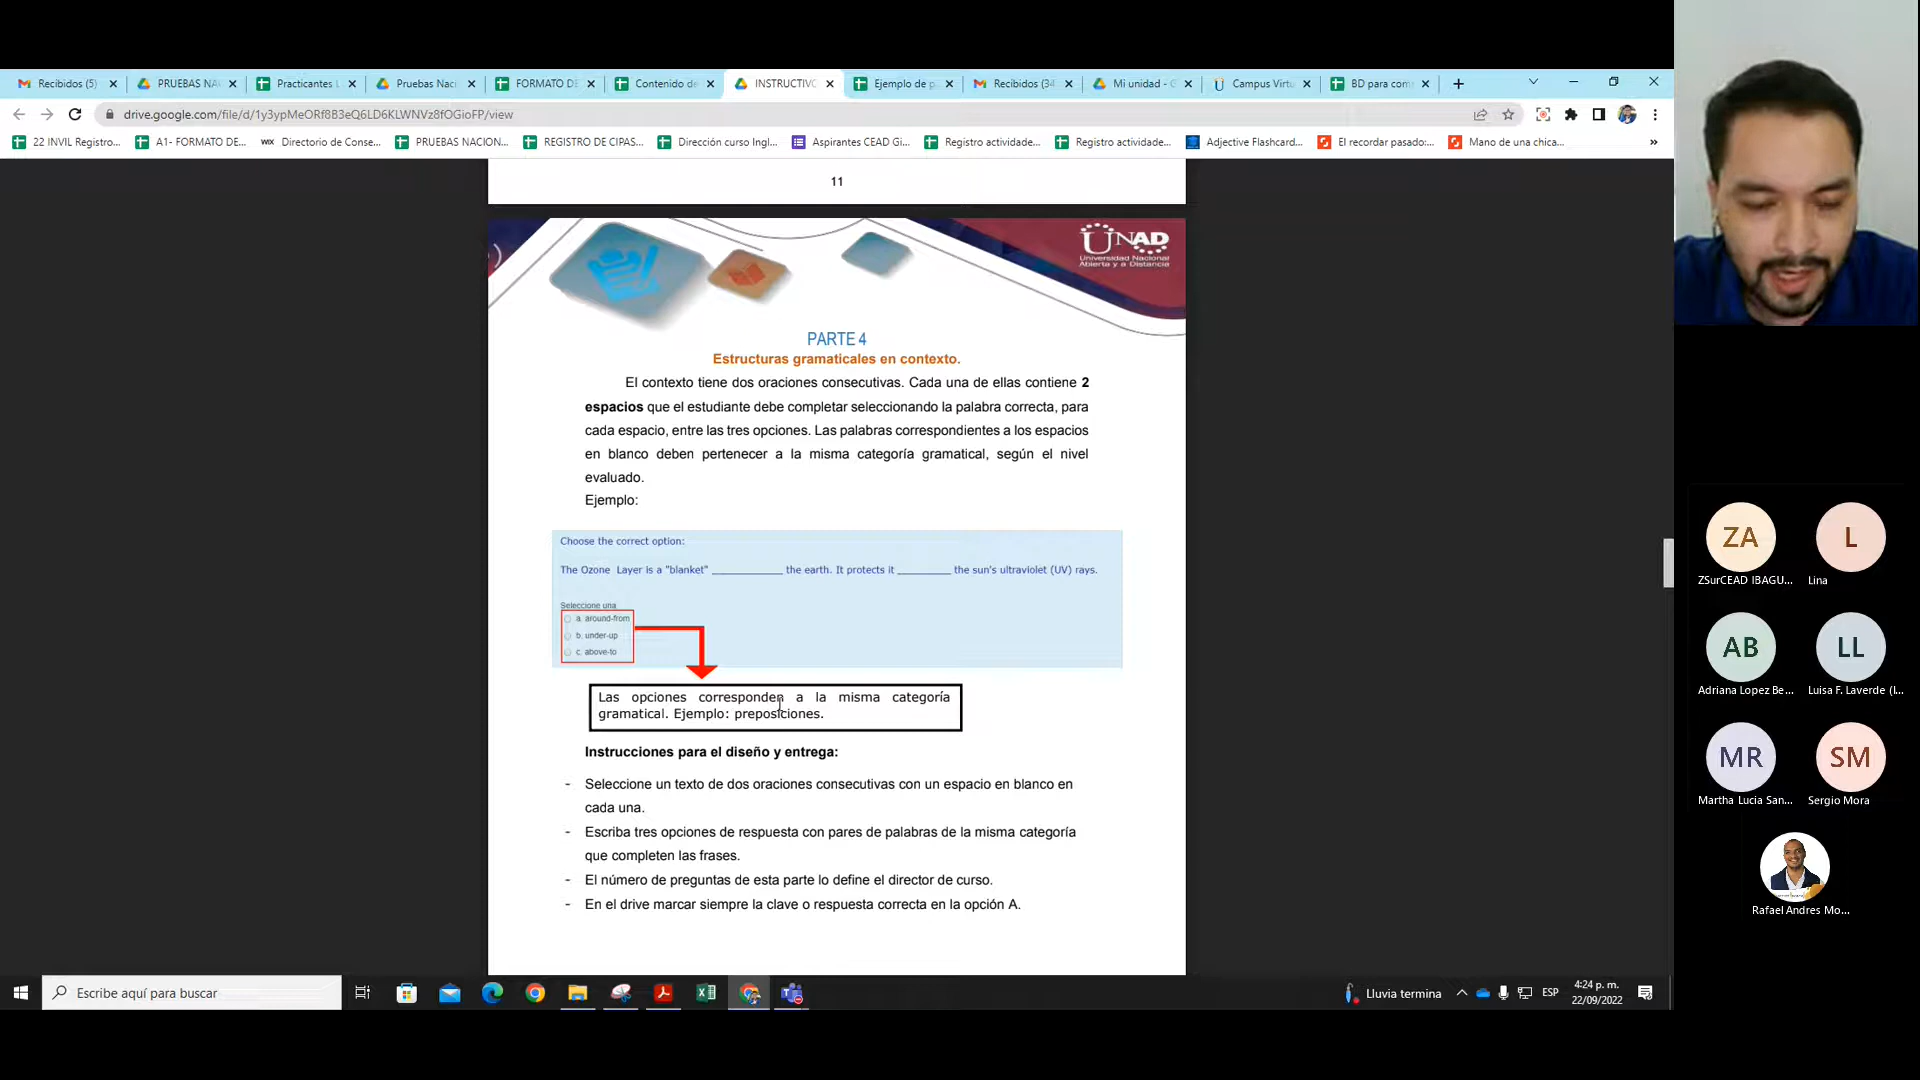 Recibidos (5)
PRUEBAS NA
Practicantes
Pruebas Naci
FORMATO DE
Contenido de
INSTRUCTIVO
Ejemplo de p
Recibidos (34
Mi unidad - G
Campus Virtu
BD para com
drive.google.com/file/d/1y3ypMeORf8B3eQ6LD6KLWNVz8fOGioFP/view
22 INVIL Registro...
A1- FORMATO DE...
WIX
Directorio de Conse...
PRUEBAS NACION...
REGISTRO DE CIPAS...
Dirección curso Ingl...
Aspirantes CEAD Gi...
Registro actividade...
Registro actividade...
Adjective Flashcard...
El recordar pasado:...
Mano de una chica...
»
11
UNAD
Universidad Nacional
Abierta y a Distancia
PARTE 4
Estructuras gramaticales en contexto.
El contexto tiene dos oraciones consecutivas. Cada una de ellas contiene 2
espacios que el estudiante debe completar seleccionando la palabra correcta, para
cada espacio, entre las tres opciones. Las palabras correspondientes a los espacios
en blanco deben pertenecer a la misma categoría gramatical, según el nivel
evaluado.
Ejemplo:
Choose the correct option:
The Ozone Layer is a "blanket" ____________ the earth. It protects it _________ the sun's ultraviolet (UV) rays.
Seleccione una
a. around-from
b. under-up
c. above-to
Las opciones corresponden a la misma categoría
gramatical. Ejemplo: preposiciones.
Instrucciones para el diseño y entrega:
- Seleccione un texto de dos oraciones consecutivas con un espacio en blanco en
cada una.
- Escriba tres opciones de respuesta con pares de palabras de la misma categoría
que completen las frases.
- El número de preguntas de esta parte lo define el director de curso.
- En el drive marcar siempre la clave o respuesta correcta en la opción A.
ZA
ZSurCEAD IBAGU...
L
Lina
AB
Adriana Lopez Be...
LL
Luisa F. Laverde (I...
MR
Martha Lucia San...
SM
Sergio Mora
Rafael Andres Mo...
Escribe aquí para buscar
Lluvia termina
ESP
4:24 p. m.
22/09/2022